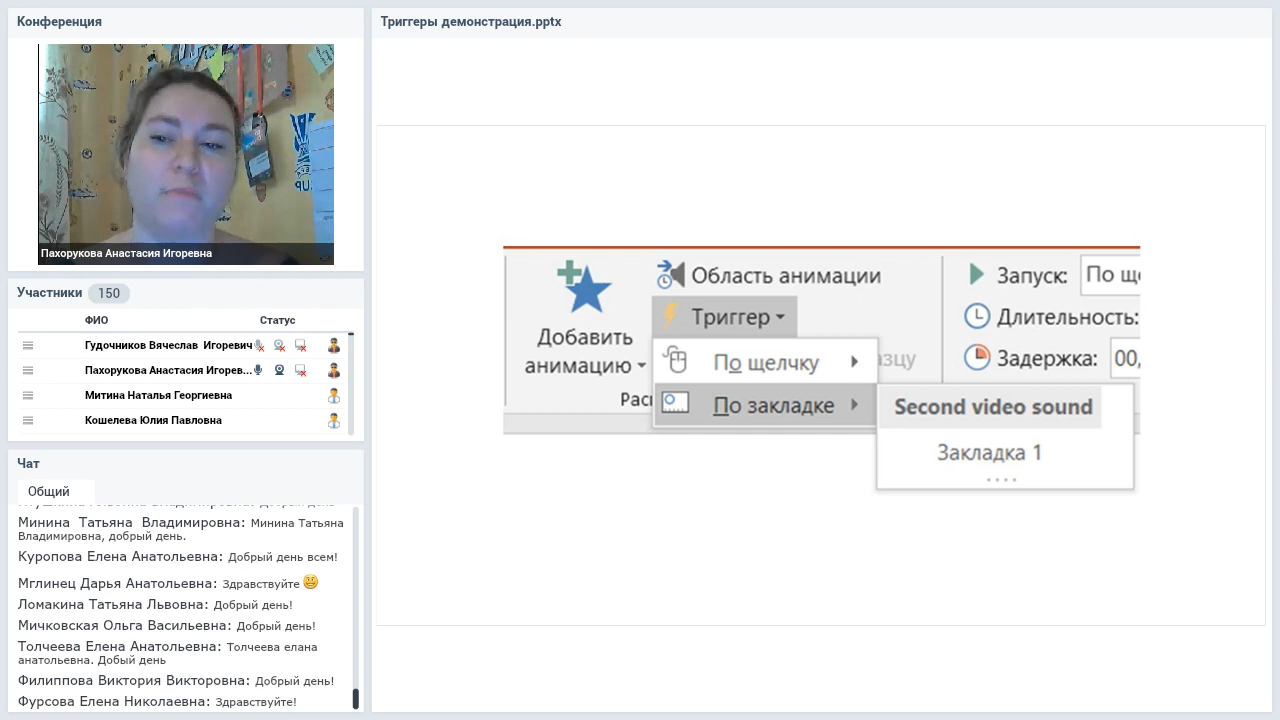 Конференция
Пахорукова Анастасия Игоревна
Участники 150
ФИО Статус
Гудочников Вячеслав Игоревич
Пахорукова Анастасия Игорев...
Митина Наталья Георгиевна
Кошелева Юлия Павловна
Чат
Общий
Минина Татьяна Владимировна: Минина Татьяна
Владимировна, добрый день.
Куропова Елена Анатольевна: Добрый день всем!
Мглинец Дарья Анатольевна: Здравствуйте
Ломакина Татьяна Львовна: Добрый день!
Мичковская Ольга Васильевна: Добрый день!
Толчеева Елена Анатольевна: Толчеева елана
анатольевна. Добый день
Филиппова Виктория Викторовна: Добрый день!
Фурсова Елена Николаевна: Здравствуйте!
Триггеры демонстрация.pptx
Добавить
анимацию
Область анимации
Триггер
По щелчку
По закладке
Second video sound
Закладка 1
Запуск: По щ
Длительность:
Задержка: 00,